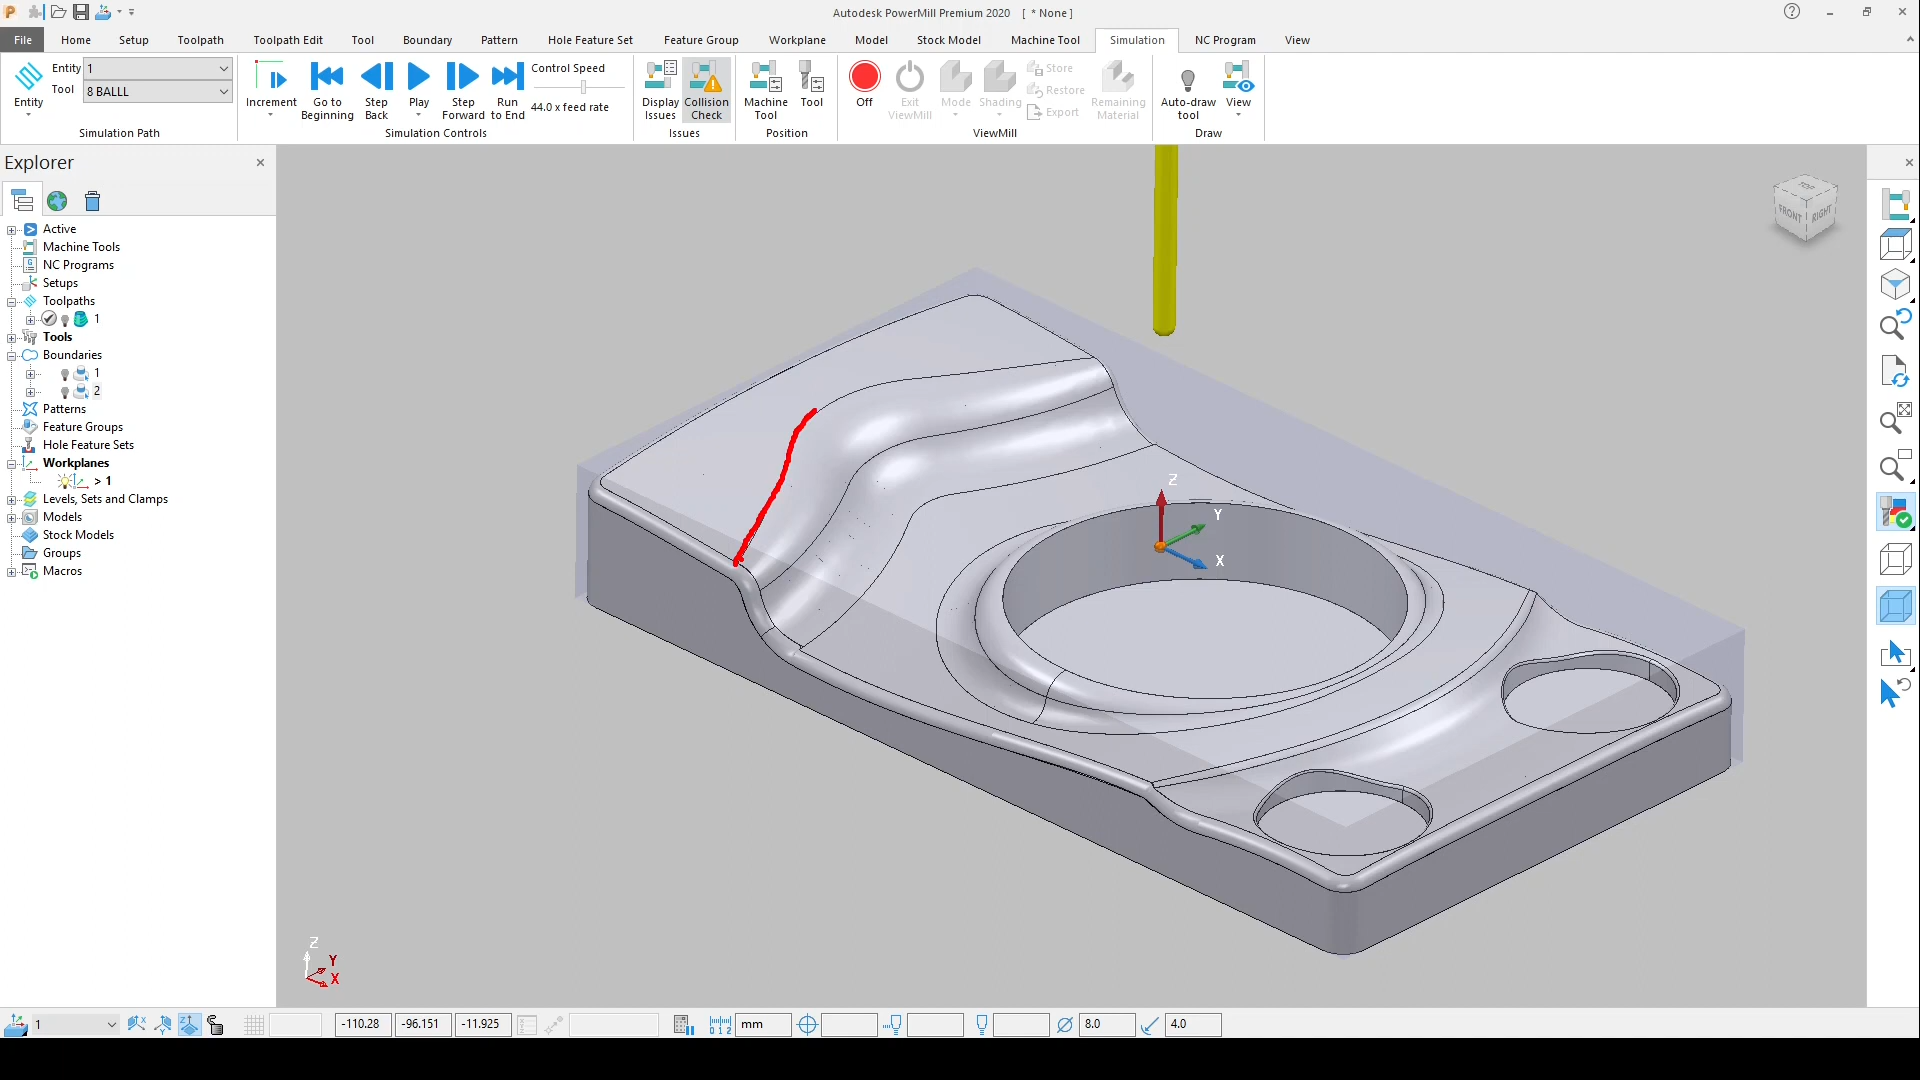 Autodesk PowerMill Premium 2020 [ * None ]
File Home Setup Toolpath Toolpath Edit Tool Boundary Pattern Hole Feature Set Feature Group Workplane Model Stock Model Machine Tool Simulation NC Program View
Entity
Entity 1
Tool 8 BALLL
Simulation Path
Increment
Go to Beginning
Step Back
Play
Step Forward
Run to End
Control Speed
44.0 x feed rate
Simulation Controls
Display Issues
Collision Check
Issues
Machine Tool
Tool
Position
Off
Exit ViewMill
Mode
Shading
Store
Restore
Export
Remaining Material
ViewMill
Auto-draw tool
View
Draw
Explorer
Active
Machine Tools
NC Programs
Setups
Toolpaths
1
Tools
Boundaries
1
2
Patterns
Feature Groups
Hole Feature Sets
Workplanes
> 1
Levels, Sets and Clamps
Models
Stock Models
Groups
Macros
TOP
FRONT
RIGHT
Z
Y
X
Z
Y
X
1 -110.28 -96.151 -11.925 mm 8.0 4.0